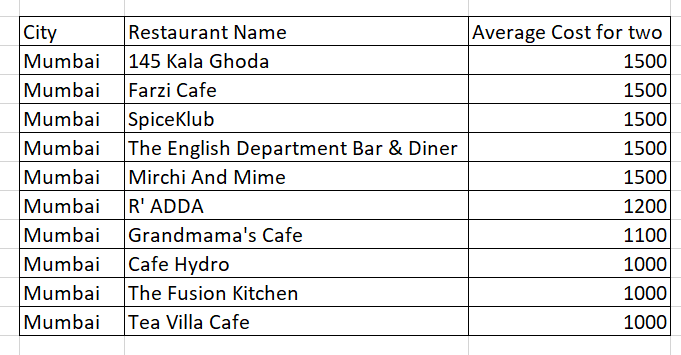 City Restaurant Name Average Cost for two
Mumbai 145 Kala Ghoda 1500
Mumbai Farzi Cafe 1500
Mumbai SpiceKlub 1500
Mumbai The English Department Bar & Diner 1500
Mumbai Mirchi And Mime 1500
Mumbai R' ADDA 1200
Mumbai Grandmama's Cafe 1100
Mumbai Cafe Hydro 1000
Mumbai The Fusion Kitchen 1000
Mumbai Tea Villa Cafe 1000